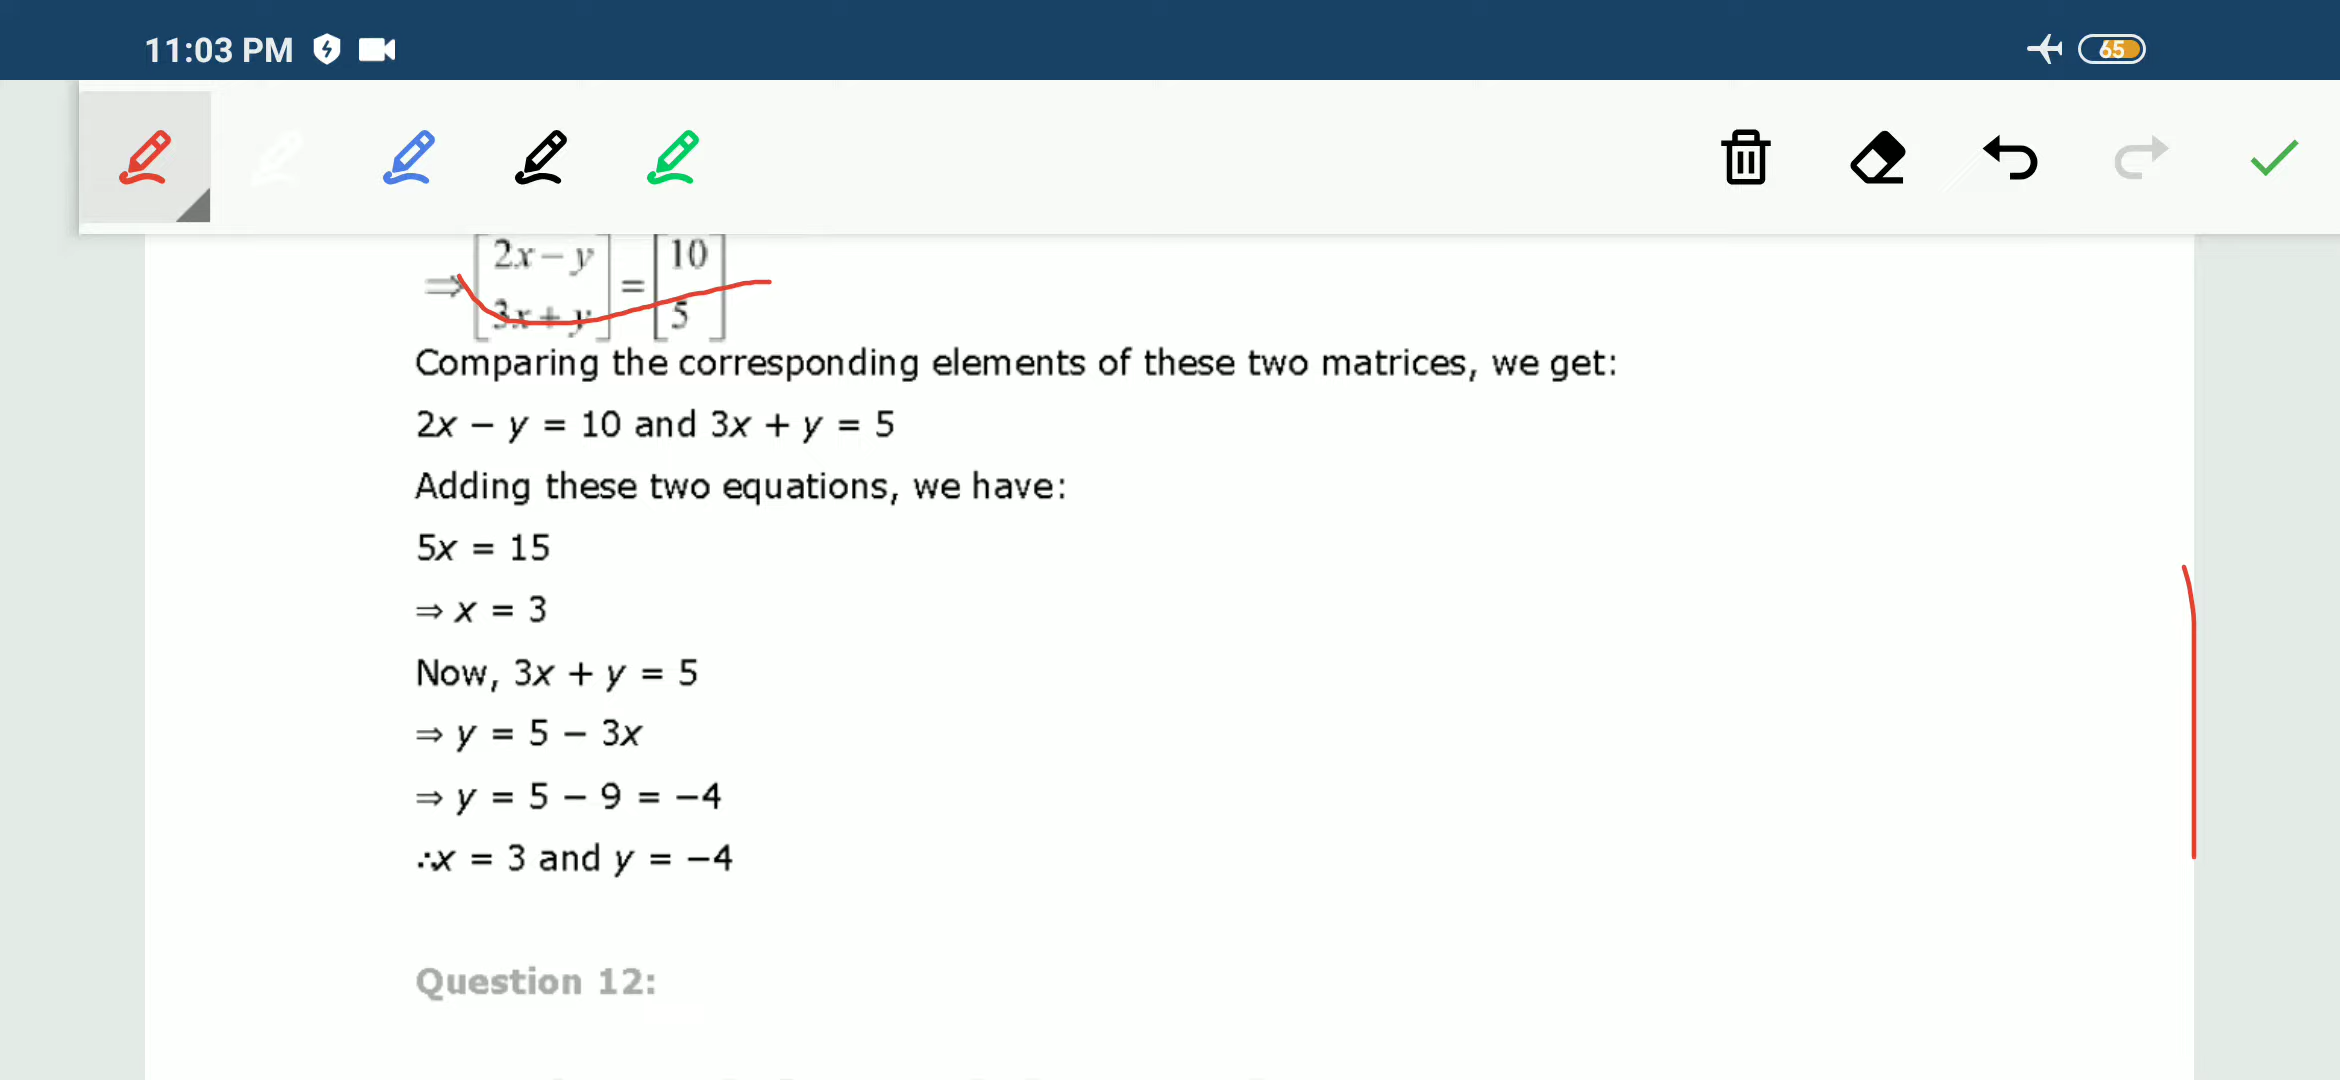 11:03 PM 65
⇒ [2x − y] = [10]
[3x + y] [5]
Comparing the corresponding elements of these two matrices, we get:
2x − y = 10 and 3x + y = 5
Adding these two equations, we have:
5x = 15
⇒ x = 3
Now, 3x + y = 5
⇒ y = 5 − 3x
⇒ y = 5 − 9 = −4
∴x = 3 and y = −4
Question 12: